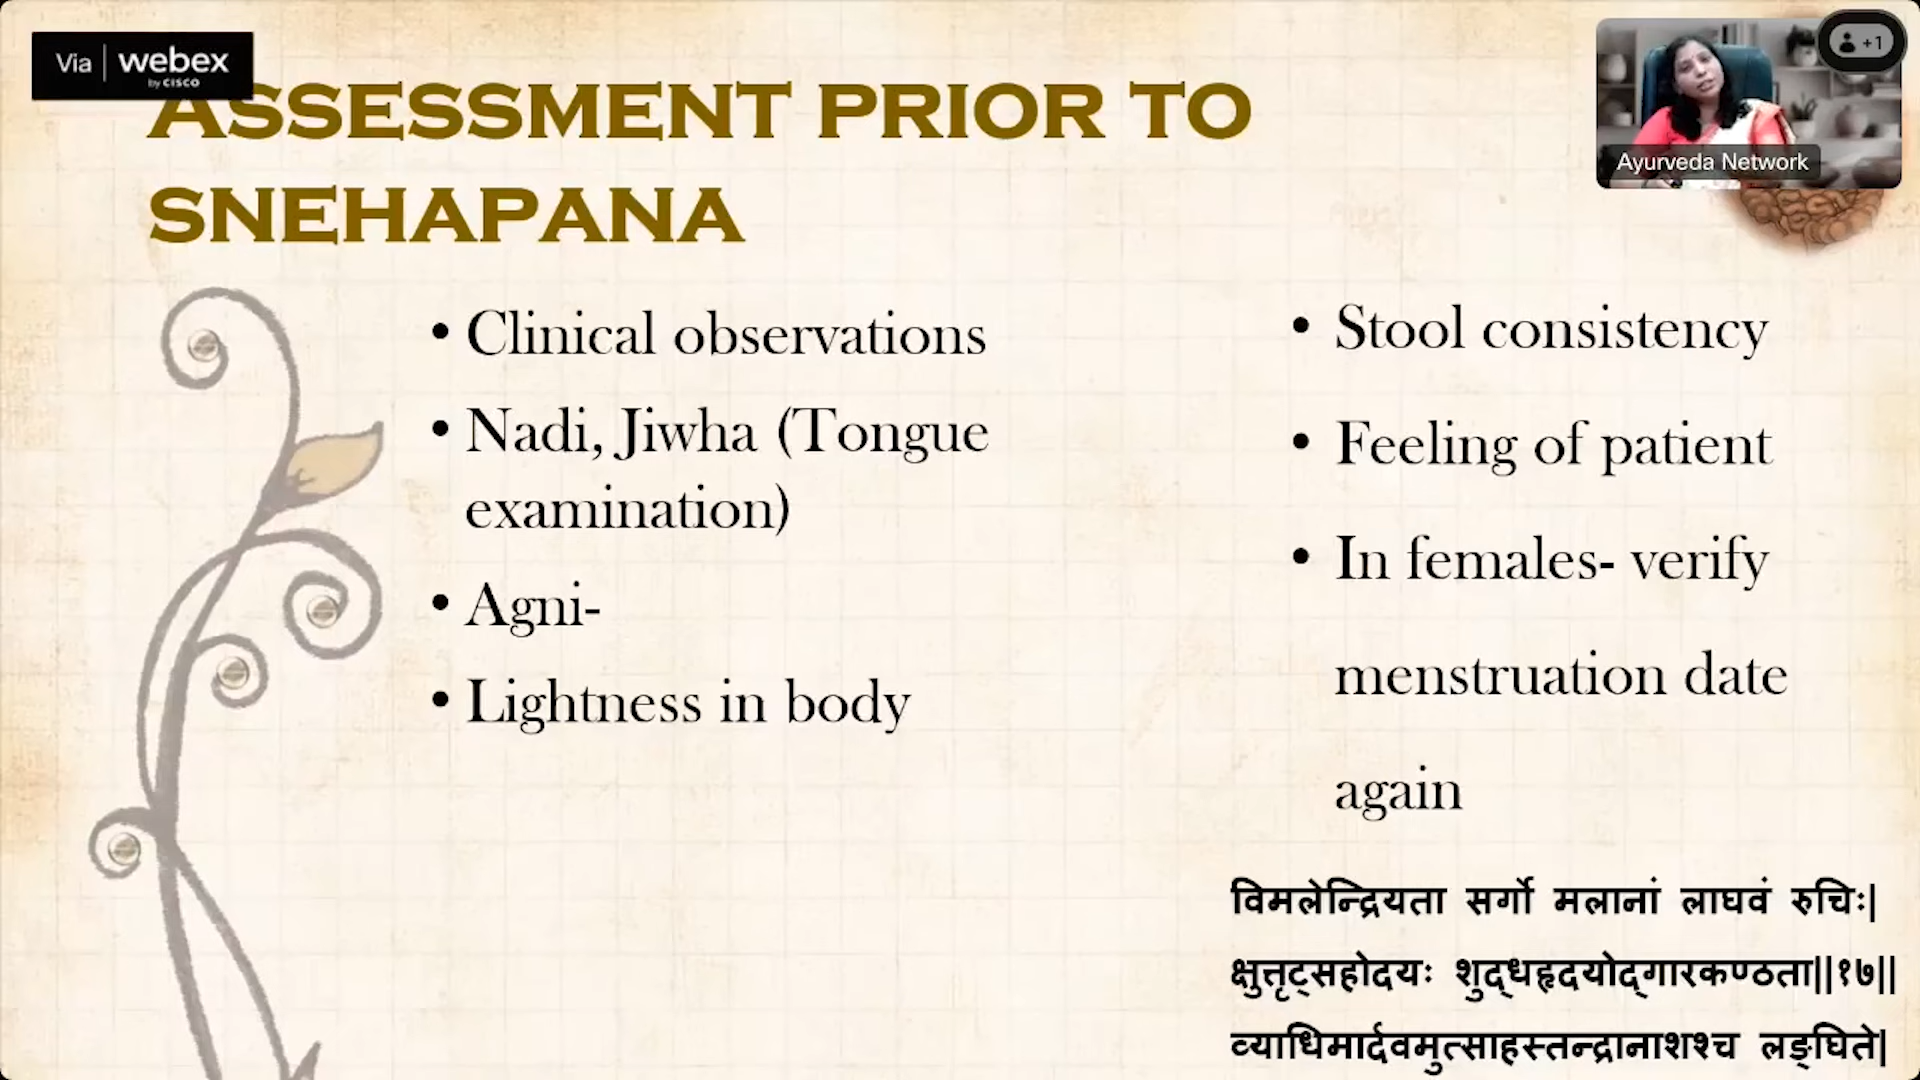 Via webex
by CISCO
+1
Ayurveda Network
ASSESSMENT PRIOR TO
SNEHAPANA
• Clinical observations
• Nadi, Jiwha (Tongue
examination)
• Agni-
• Lightness in body
• Stool consistency
• Feeling of patient
• In females- verify
menstruation date
again
विमलेन्द्रियता सर्गो मलानां लाघवं रुचिः|
क्षुत्तृट्सहोदयः शुद्धहृदयोद्गारकण्ठता||१७||
व्याधिमार्दवमुत्साहस्तन्द्रानाशश्च लङ्घिते|